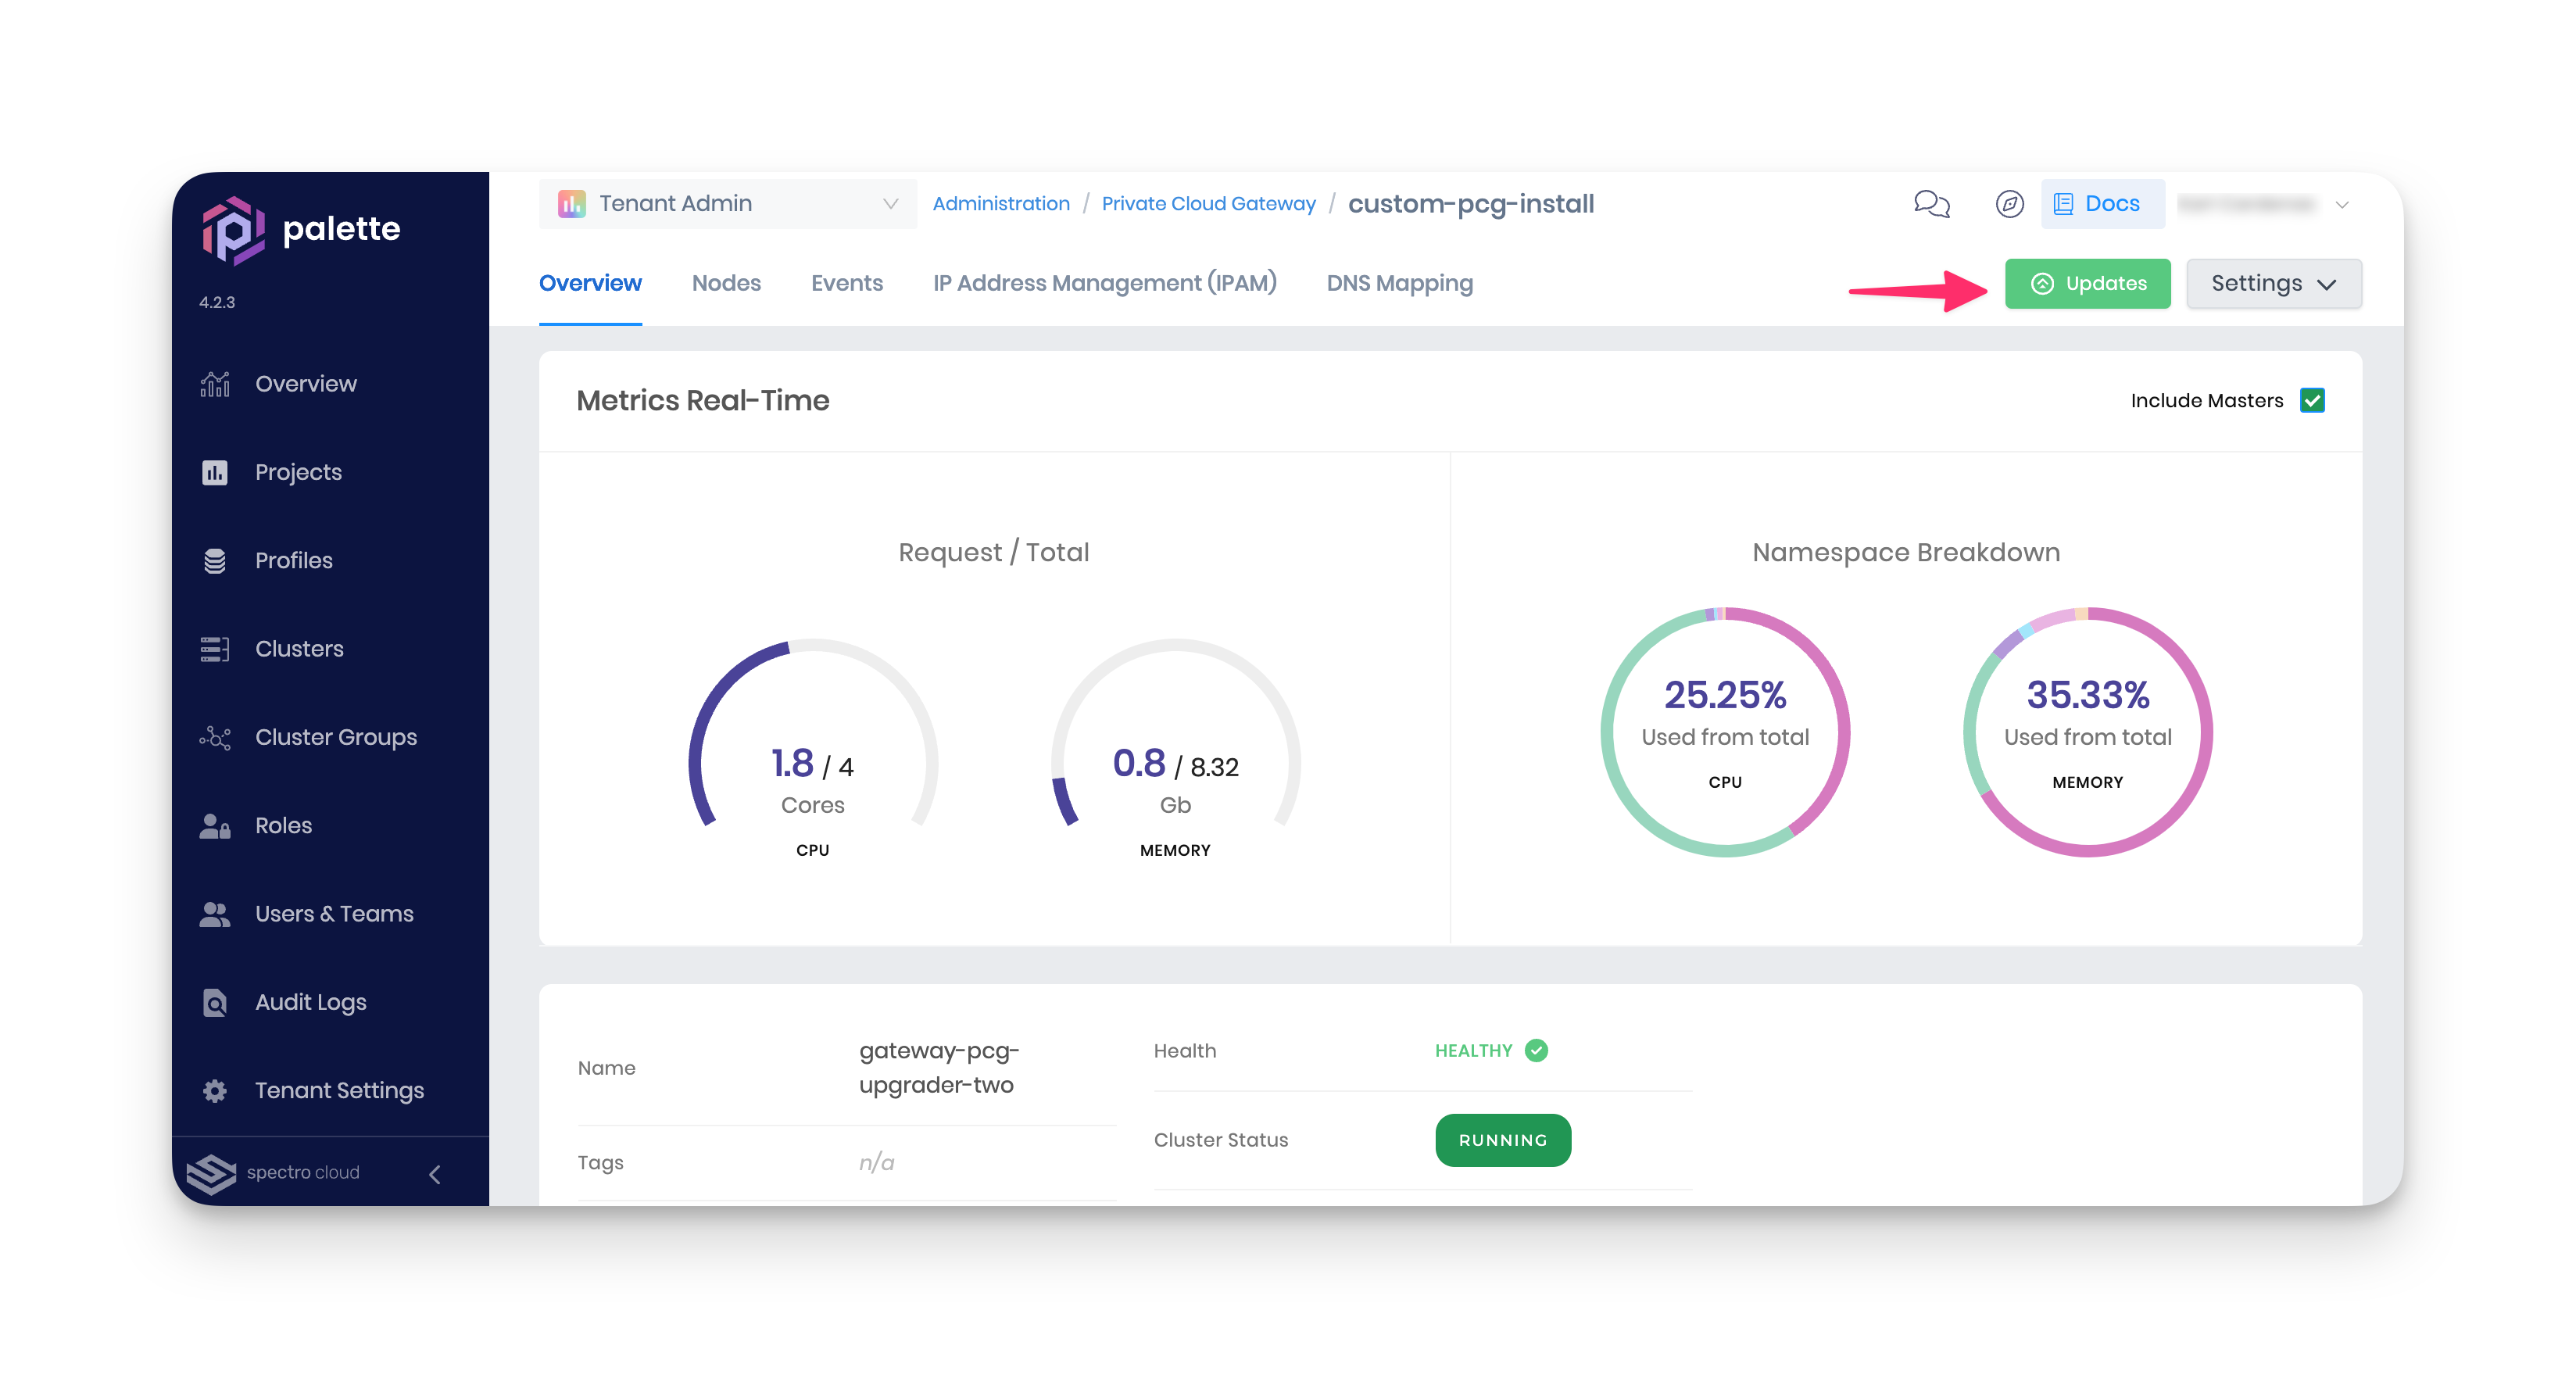 palette
4.2.3
Overview
Projects
Profiles
Clusters
Cluster Groups
Roles
Users & Teams
Audit Logs
Tenant Settings
spectro cloud
Tenant Admin
Administration / Private Cloud Gateway / custom-pcg-install
Docs
Overview Nodes Events IP Address Management (IPAM) DNS Mapping
Updates
Settings
Metrics Real-Time
Include Masters
Request / Total
1.8 / 4
Cores
CPU
0.8 / 8.32
Gb
MEMORY
Namespace Breakdown
25.25%
Used from total
CPU
35.33%
Used from total
MEMORY
Name
gateway-pcg-
upgrader-two
Tags
n/a
Health
HEALTHY
Cluster Status
RUNNING